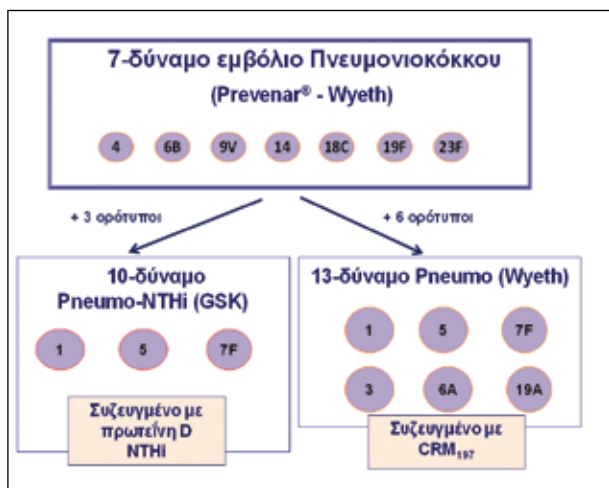 7-δύναμο εμβόλιο Πνευμονιοκόκκου
(Prevenar® - Wyeth)
4 6B 9V 14 18C 19F 23F
+ 3 ορότυποι
+ 6 ορότυποι
10-δύναμο
Pneumo-NTHi (GSK)
1 5 7F
Συζευγμένο με
πρωτεΐνη D
NTHi
13-δύναμο Pneumo (Wyeth)
1 5 7F
3 6A 19A
Συζευγμένο με
CRM₁₉₇